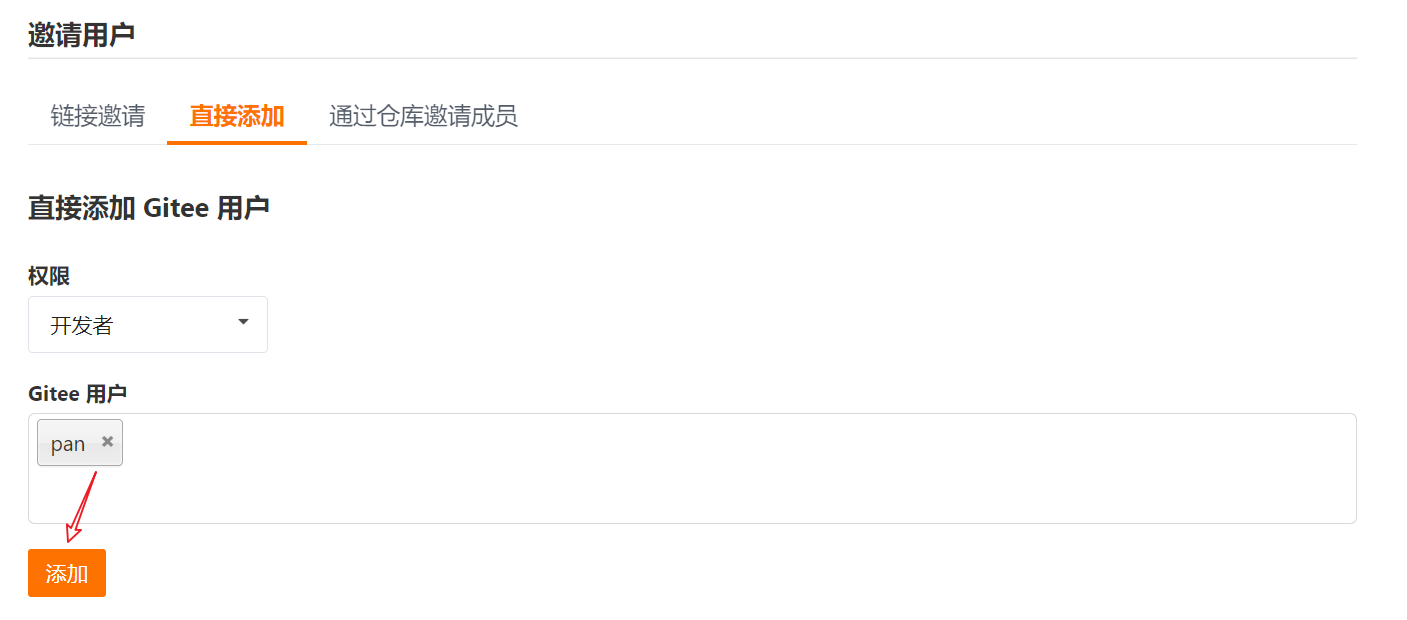 邀请用户
链接邀请 直接添加 通过仓库邀请成员
直接添加 Gitee 用户
权限
开发者
Gitee 用户
pan ×
添加